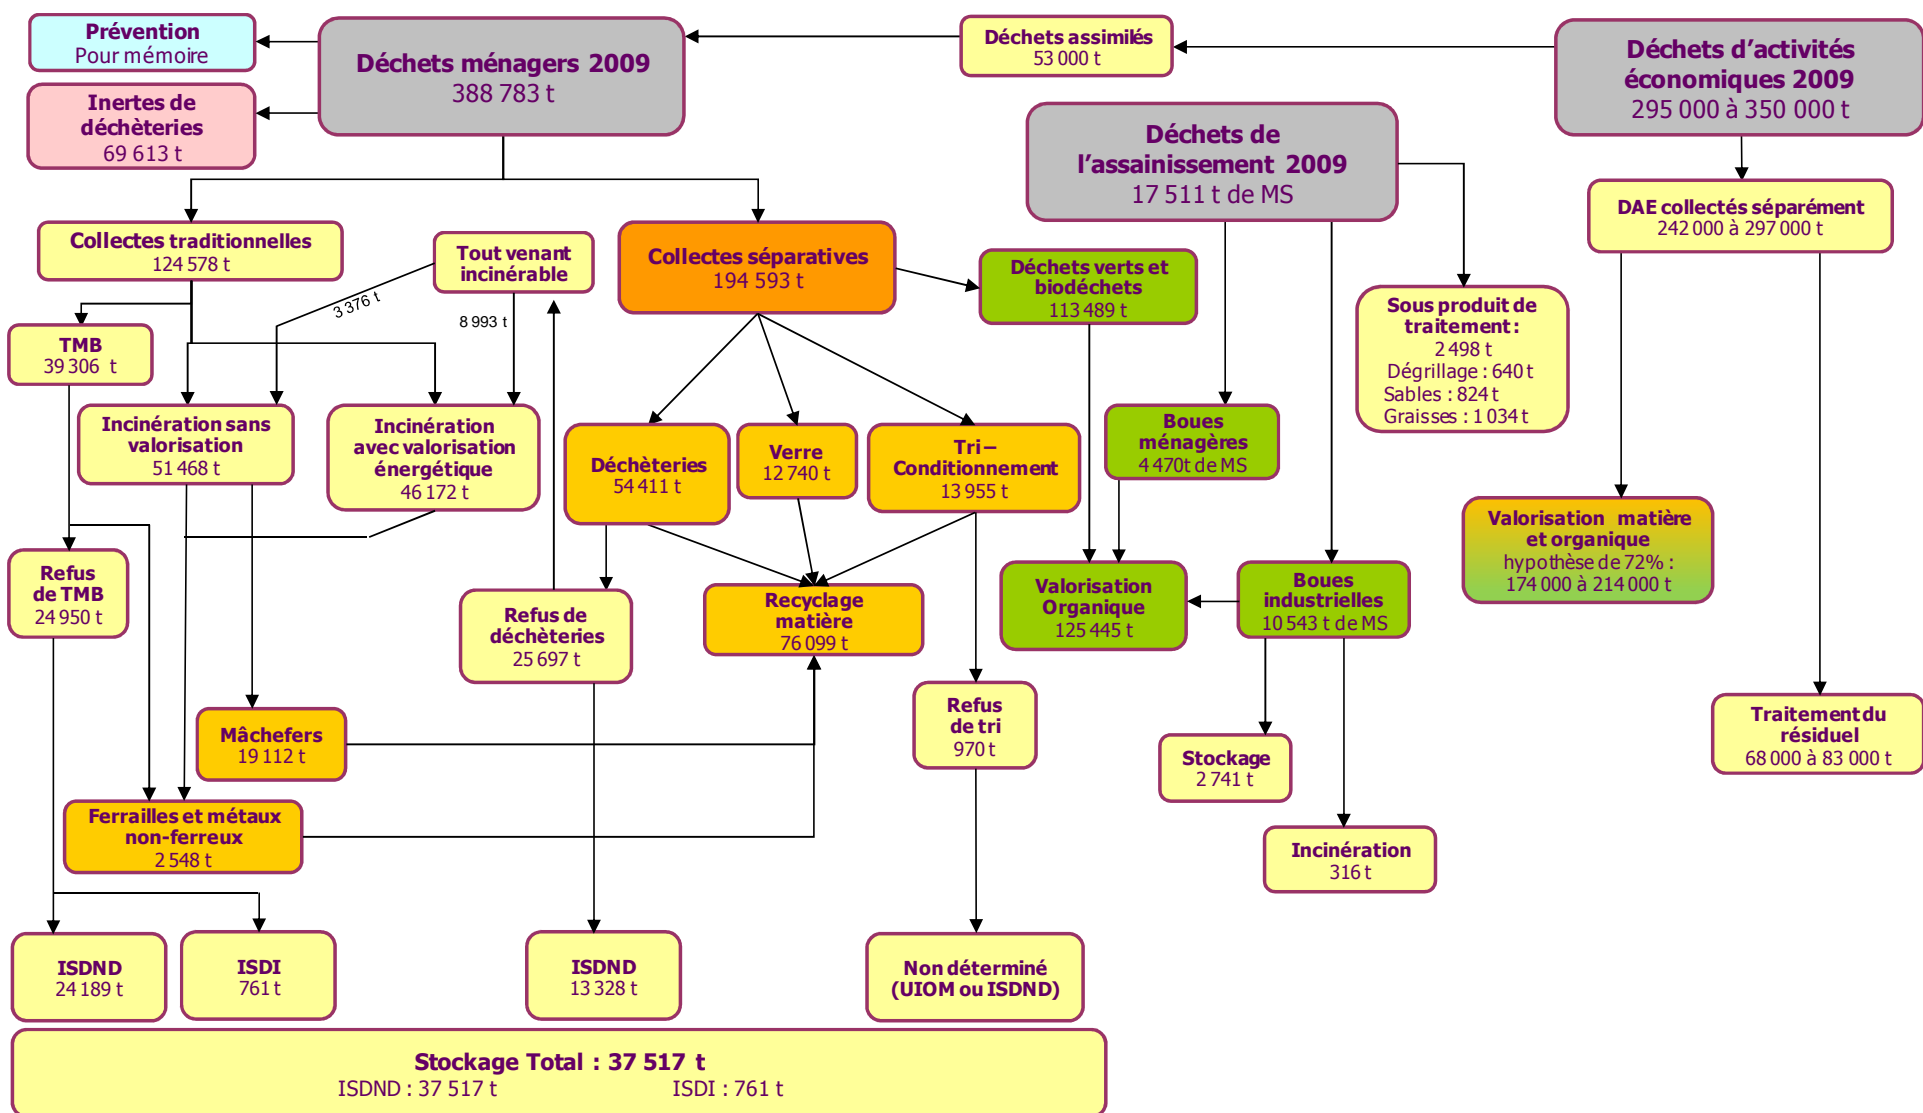 Prévention
Pour mémoire
Déchets ménagers 2009
388 783 t
Déchets assimilés
53 000 t
Déchets d'activités
économiques 2009
295 000 à 350 000 t
Inertes de
déchèteries
69 613 t
Déchets de
l'assainissement 2009
17 511 t de MS
Collectes traditionnelles
124 578 t
Tout venant
incinérable
Collectes séparatives
194 593 t
Déchets verts et
biodéchets
113 489 t
DAE collectés séparément
242 000 à 297 000 t
3 376 t
8 993 t
Sous produit de
traitement :
2 498 t
Dégrillage : 640 t
Sables : 824 t
Graisses : 1 034 t
TMB
39 306 t
Incinération sans
valorisation
51 468 t
Incinération
avec valorisation
énergétique
46 172 t
Déchèteries
54 411 t
Verre
12 740 t
Tri –
Conditionnement
13 955 t
Boues
ménagères
4 470t de MS
Valorisation matière
et organique
hypothèse de 72% :
174 000 à 214 000 t
Refus
de TMB
24 950 t
Refus de
déchèteries
25 697 t
Recyclage
matière
76 099 t
Valorisation
Organique
125 445 t
Boues
industrielles
10 543 t de MS
Mâchefers
19 112 t
Refus
de tri
970 t
Stockage
2 741 t
Traitement du
résiduel
68 000 à 83 000 t
Ferrailles et métaux
non-ferreux
2 548 t
Incinération
316 t
ISDND
24 189 t
ISDI
761 t
ISDND
13 328 t
Non déterminé
(UIOM ou ISDND)
Stockage Total : 37 517 t
ISDND : 37 517 t ISDI : 761 t